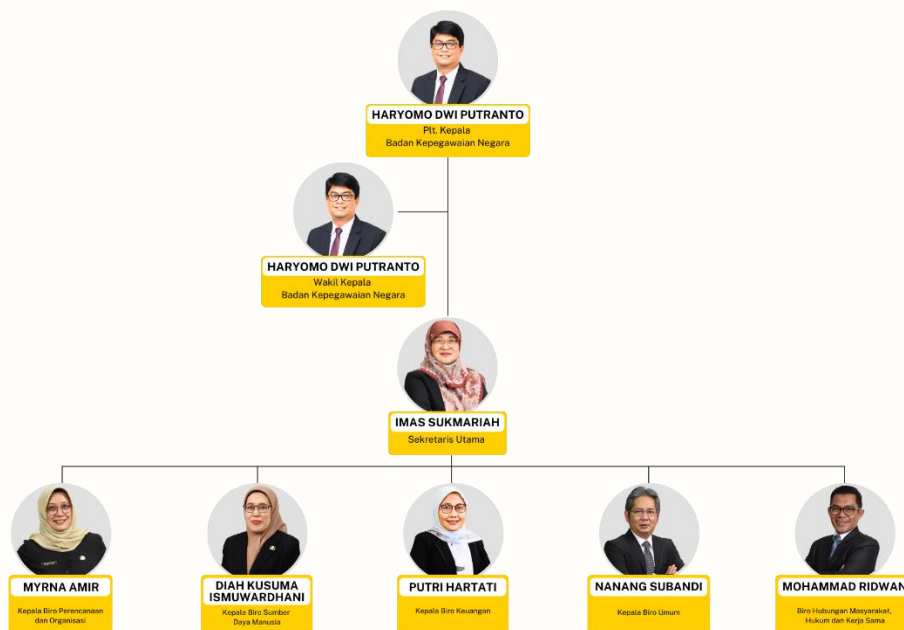 HARYOMO DWI PUTRANTO
Plt. Kepala
Badan Kepegawaian Negara
HARYOMO DWI PUTRANTO
Wakil Kepala
Badan Kepegawaian Negara
IMAS SUKMARIAH
Sekretaris Utama
MYRNA AMIR
Kepala Biro Perencanaan
dan Organisasi
DIAH KUSUMA
ISMUWARDHANI
Kepala Biro Sumber
Daya Manusia
PUTRI HARTATI
Kepala Biro Keuangan
NANANG SUBANDI
Kepala Biro Umum
MOHAMMAD RIDWAN
Biro Hubungan Masyarakat,
Hukum dan Kerja Sama